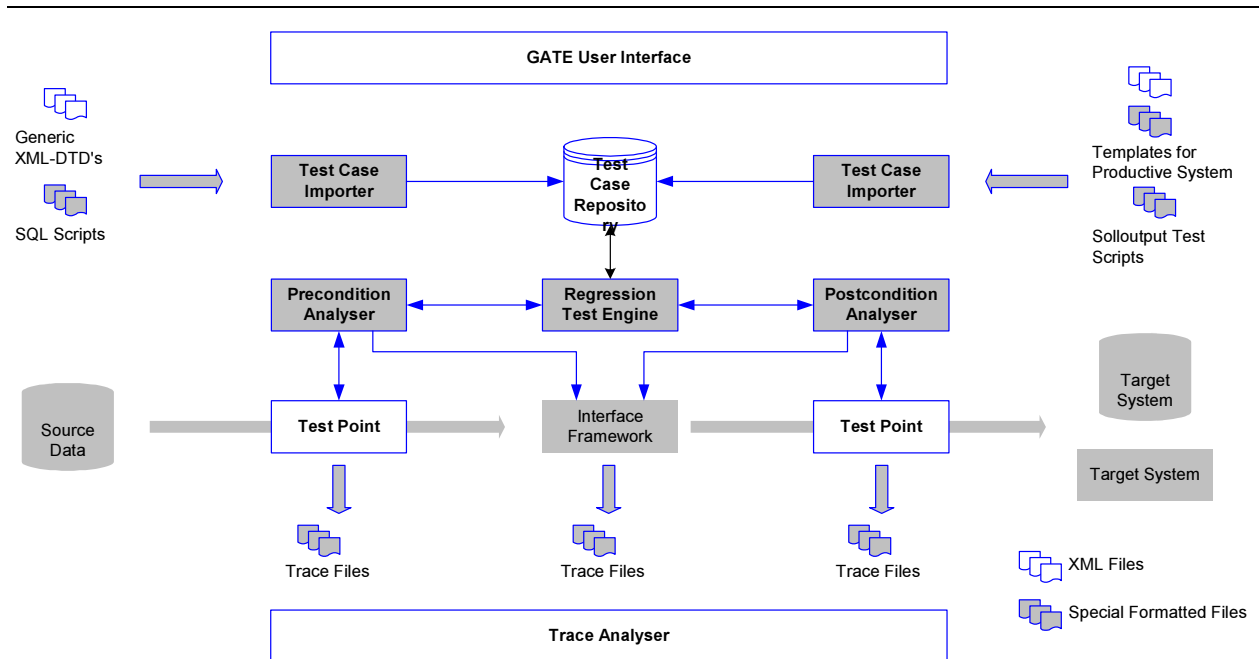 GATE User Interface
Generic
XML-DTD's
SQL Scripts
Test Case
Importer
Test
Case
Reposito
ry
Test Case
Importer
Templates for
Productive System
Solloutput Test
Scripts
Precondition
Analyser
Regression
Test Engine
Postcondition
Analyser
Source
Data
Test Point
Interface
Framework
Test Point
Target
System
Target System
Trace Files
Trace Files
Trace Files
XML Files
Special Formatted Files
Trace Analyser